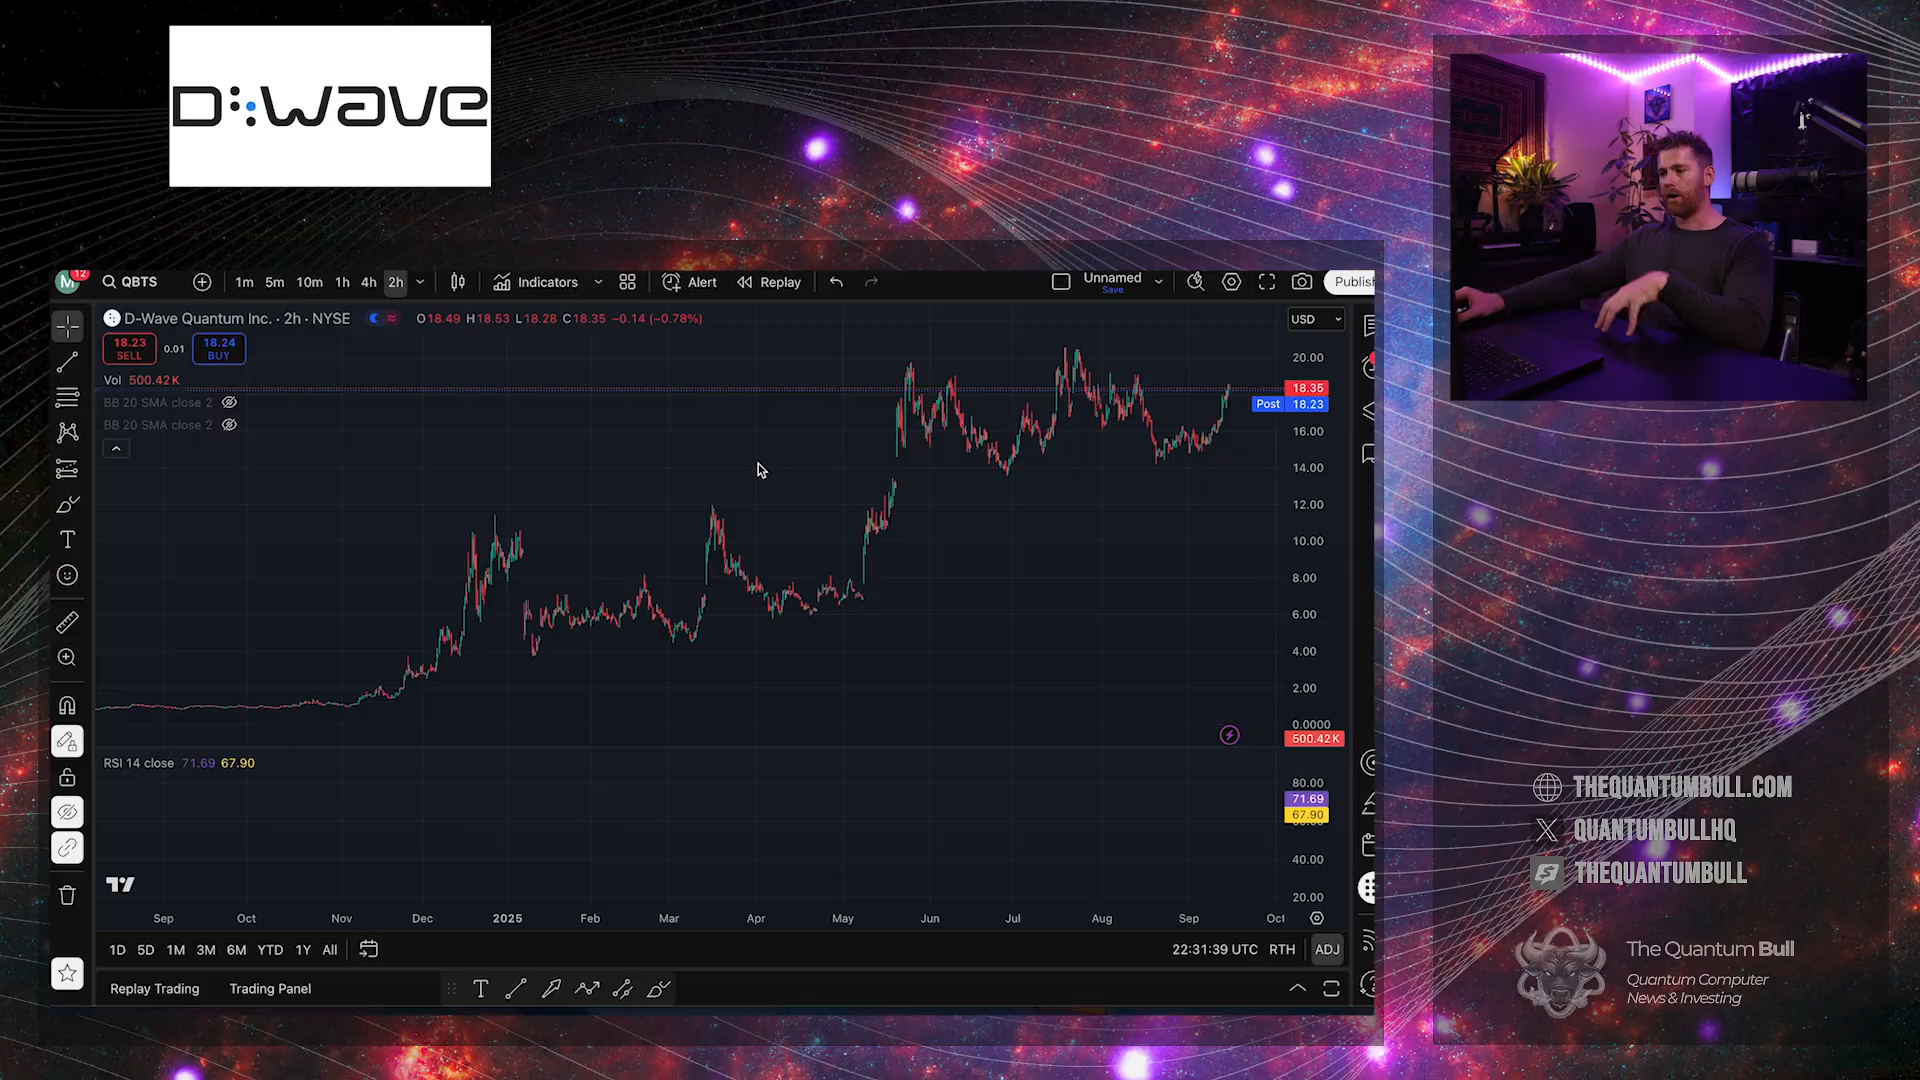 D:Wave
M 12 QBTS 1m 5m 10m 1h 4h 2h Indicators Alert Replay Unnamed Save Publish
D-Wave Quantum Inc. · 2h · NYSE O18.49 H18.53 L18.28 C18.35 −0.14 (−0.78%) USD
18.23 SELL 0.01 18.24 BUY
Vol 500.42K
BB 20 SMA close 2
BB 20 SMA close 2
20.00
18.35
Post 18.23
16.00
14.00
12.00
10.00
8.00
6.00
4.00
2.00
0.0000
500.42K
RSI 14 close 71.69 67.90
80.00
71.69
67.90
40.00
20.00
Sep Oct Nov Dec 2025 Feb Mar Apr May Jun Jul Aug Sep Oct
1D 5D 1M 3M 6M YTD 1Y All 22:31:39 UTC RTH ADJ
Replay Trading Trading Panel
THEQUANTUMBULL.COM
QUANTUMBULLHQ
THEQUANTUMBULL
The Quantum Bull
Quantum Computer
News & Investing